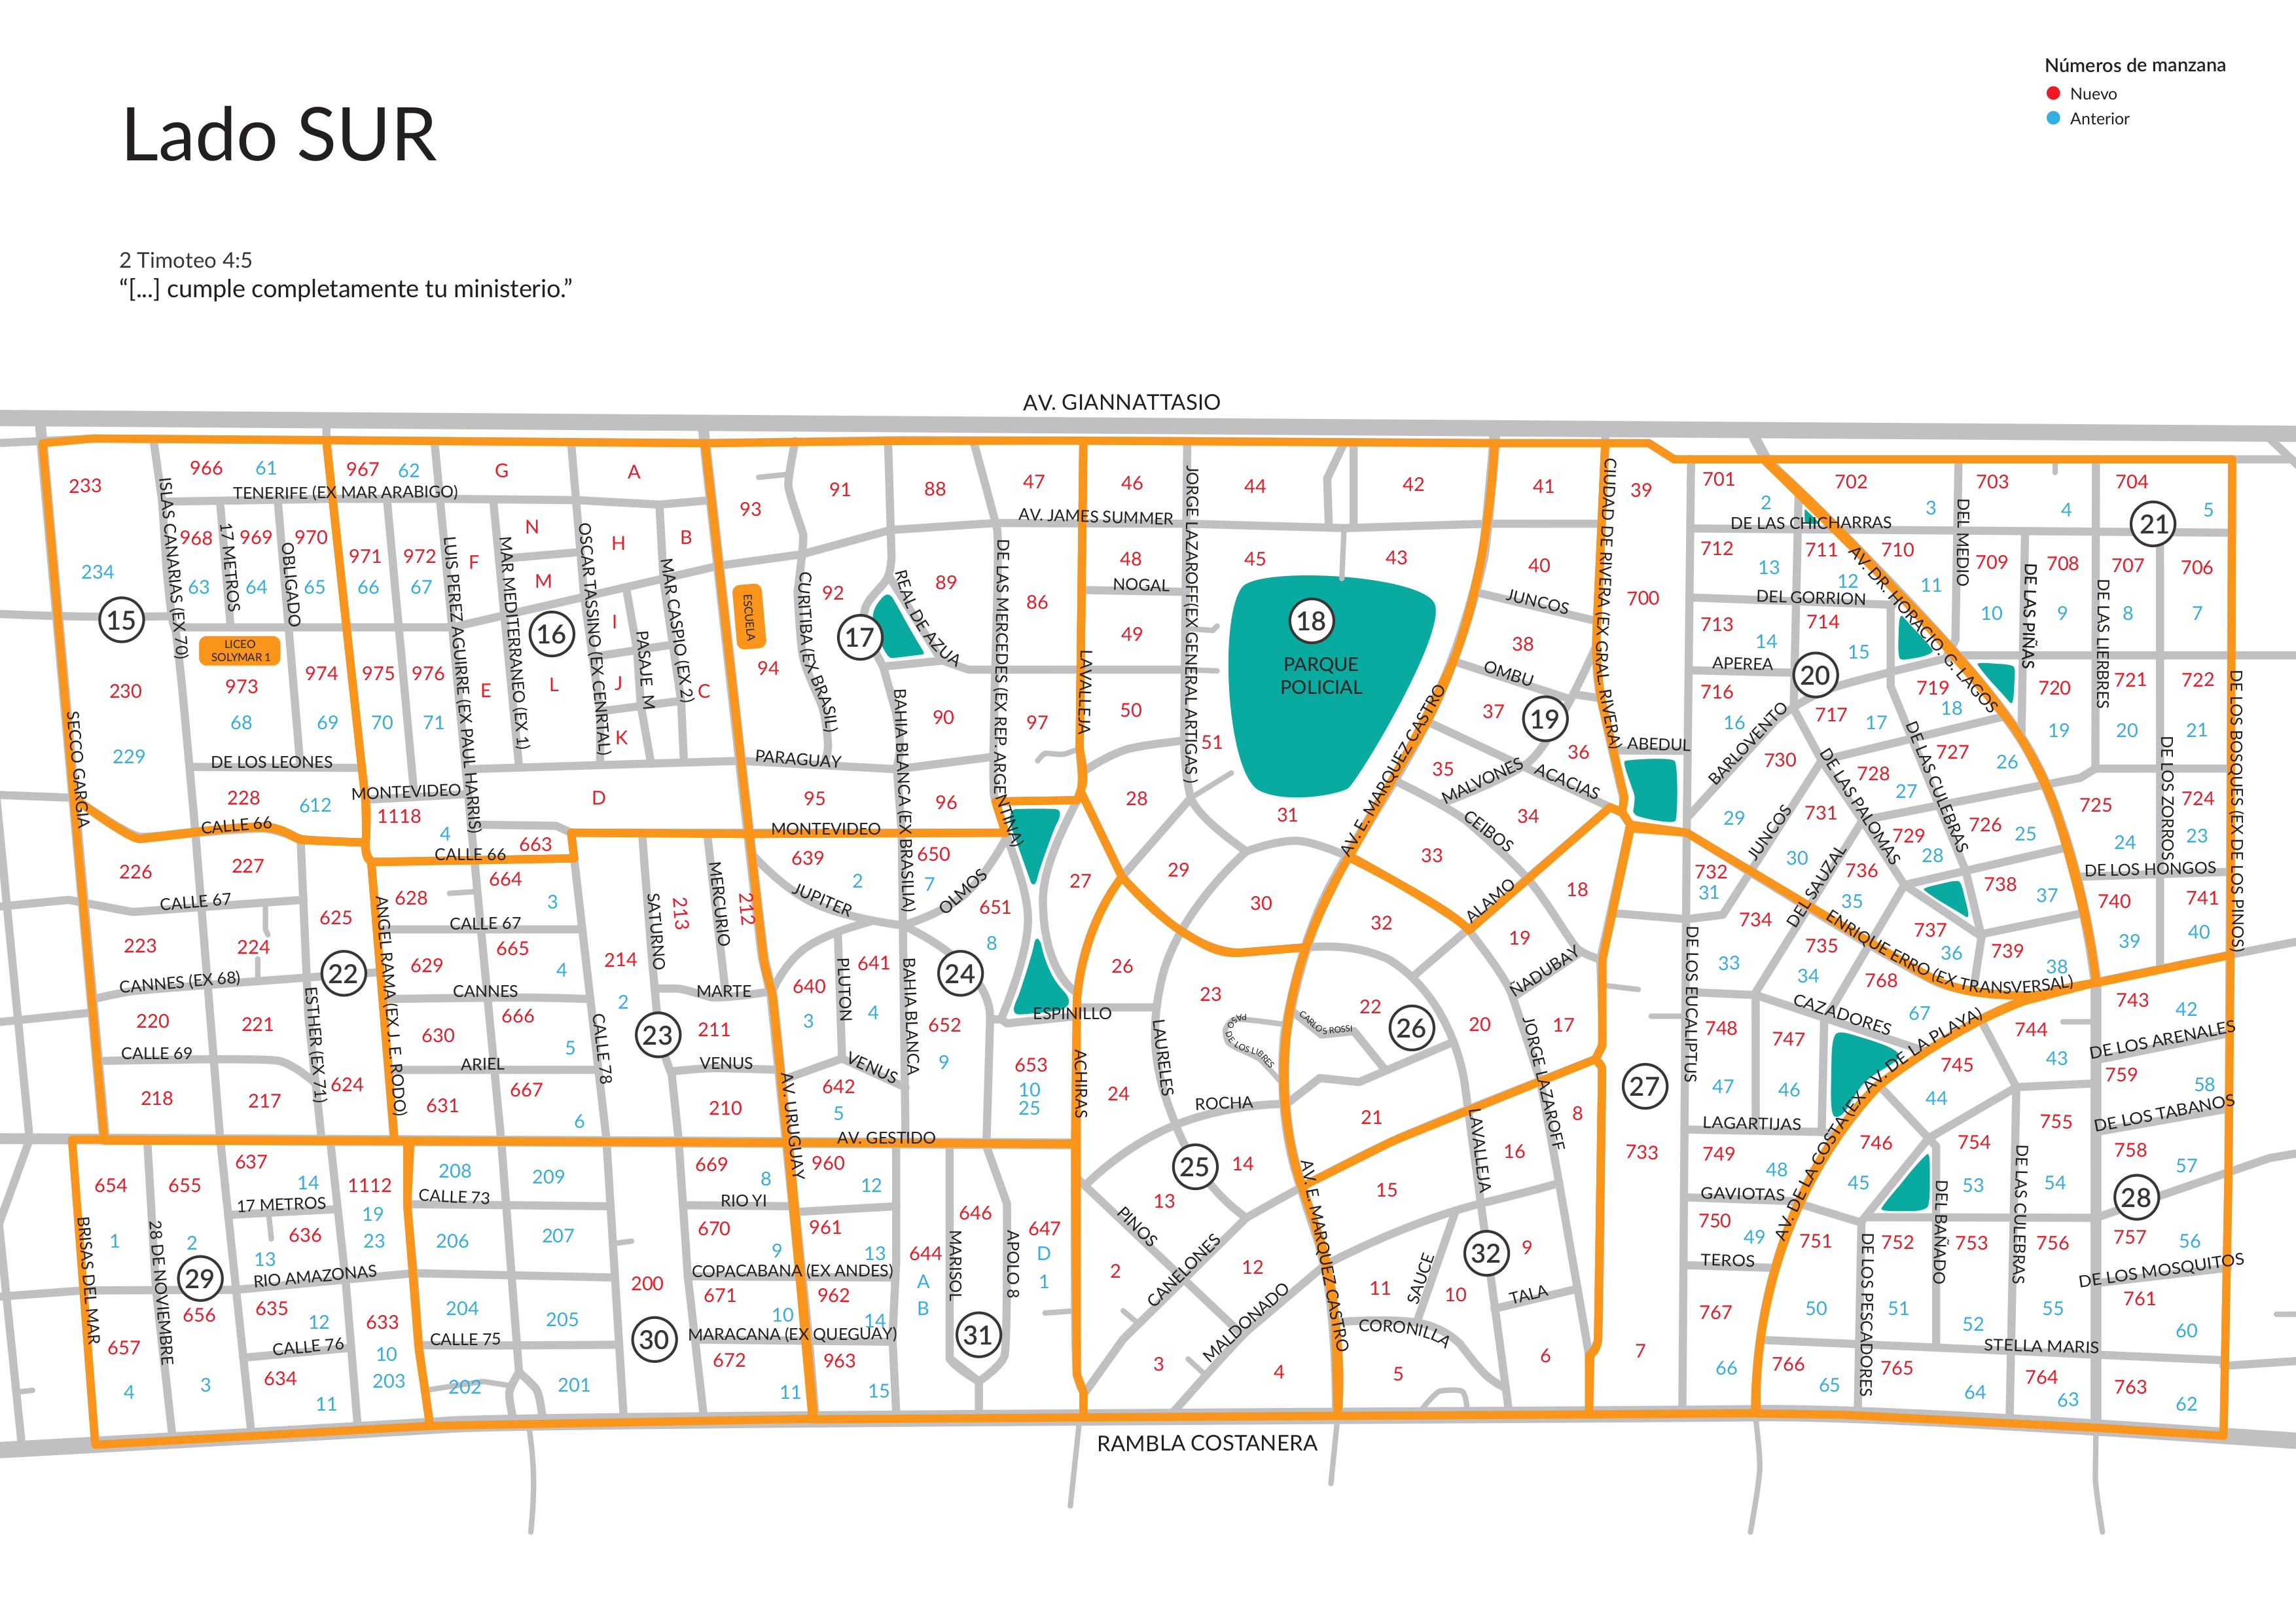 Lado SUR
2 Timoteo 4:5
“[...] cumple completamente tu ministerio.”
Números de manzana
Nuevo
Anterior
AV. GIANNATTASIO
233
966 61
967 62
G
A
TENERIFE (EX MAR ARABIGO)
93
91
88
47
46
44
42
41
39
701
2
702
3
703
4
704
5
21
AV. JAMES SUMMER
DE LAS CHICHARRAS
ISLAS CANARIAS (EX 70)
17 METROS
OBLIGADO
968
969
970
971
972
63
64
65
66
67
LUIS PEREZ AGUIRRE (EX PAUL HARRIS)
MAR MEDITERRANEO (EX 1)
OSCAR TASSINO (EX CENRTAL)
PASAJE M
MAR CASPIO (EX 2)
N
F
M
H
B
I
J
K
L
E
C
D
234
15
16
LICEO
SOLYMAR 1
ESCUELA
230
229
973
68
974
69
975
70
976
71
DE LOS LEONES
SECCO GARGIA
228
612
MONTEVIDEO
CALLE 66
1118
4
663
CALLE 66
CURITIBA (EX BRASIL)
REAL DE AZUA
92
89
86
17
94
90
97
BAHIA BLANCA (EX BRASILIA)
DE LAS MERCEDES (EX REP. ARGENTINA)
LAVALLEJA
PARAGUAY
95
96
MONTEVIDEO
JORGE LAZAROFF(EX GENERAL ARTIGAS )
48
NOGAL
49
50
51
28
45
43
18
PARQUE
POLICIAL
31
AV. E. MARQUEZ CASTRO
40
JUNCOS
38
OMBU
37
19
36
35
MALVONES
ACACIAS
34
CEIBOS
33
CIUDAD DE RIVERA (EX GRAL RIVERA)
700
ABEDUL
712
13
711
12
710
11
DEL MEDIO
AV. DR. HORACIO. G. LAGOS
709
10
DE LAS PIÑAS
708
9
DE LAS LIERBRES
707
8
706
7
DEL GORRION
713
14
714
15
APEREA
20
716
16
717
17
719
18
720
19
721
20
722
21
BARLOVENTO
730
29
JUNCOS
DE LAS PALOMAS
728
27
DE LAS CULEBRAS
727
26
731
30
729
28
726
25
725
24
DE LOS ZORROS
724
23
DE LOS HONGOS
DE LOS BOSQUES (EX DE LOS PINOS)
732
31
DEL SAUZAL
736
35
738
37
740
39
741
40
734
33
735
34
737
36
739
38
ENRIQUE ERRO (EX TRANSVERSAL)
768
67
CAZADORES
226
227
CALLE 67
223
224
625
22
CANNES (EX 68)
220
221
ESTHER (EX 71)
CALLE 69
218
217
624
ANGEL RAMA (EX J. E. RODO)
628
664
3
CALLE 67
629
665
4
CANNES
630
666
5
ARIEL
631
667
6
CALLE 78
214
2
SATURNO
213
MERCURIO
212
MARTE
23
211
VENUS
210
AV. URUGUAY
639
2
650
7
JUPITER
OLMOS
651
8
24
640
3
PLUTON
641
4
BAHIA BLANCA
652
9
VENUS
642
5
AV. GESTIDO
653
10
25
ESPINILLO
ACHIRAS
27
29
30
26
23
24
LAURELES
PASO
DE LOS LIBRES
CARLOS ROSSI
22
26
32
ALAMO
18
19
ÑADUBAY
20
17
JORGE LAZAROFF
ROCHA
21
LAVALLEJA
8
16
15
27
733
DE LOS EUCALIPTUS
748
47
747
46
LAGARTIJAS
AV. DE LA COSTA (EX AV. DE LA PLAYA)
745
44
744
43
743
42
DE LOS ARENALES
759
58
DE LOS TABANOS
749
48
746
45
754
53
755
54
758
57
28
GAVIOTAS
750
49
TEROS
751
50
752
51
DEL BAÑADO
753
52
DE LAS CULEBRAS
756
55
757
56
DE LOS MOSQUITOS
761
60
DE LOS PESCADORES
STELLA MARIS
767
66
766
65
765
64
764
63
763
62
654
1
655
2
637
14
17 METROS
636
13
1112
19
23
BRISAS DEL MAR
28 DE NOVIEMBRE
29
RIO AMAZONAS
657
4
656
3
635
12
CALLE 76
634
11
633
10
203
208
209
CALLE 73
206
207
204
205
CALLE 75
202
201
200
30
669
8
RIO YI
670
9
COPACABANA (EX ANDES)
671
10
MARACANA (EX QUEGUAY)
672
11
960
12
961
13
962
14
963
15
644
A
B
MARISOL
646
APOLO 8
647
D
1
31
25
14
13
PINOS
2
CANELONES
12
MALDONADO
3
4
AV. E. MARQUEZ CASTRO
11
SAUCE
10
9
32
TALA
CORONILLA
5
6
7
RAMBLA COSTANERA